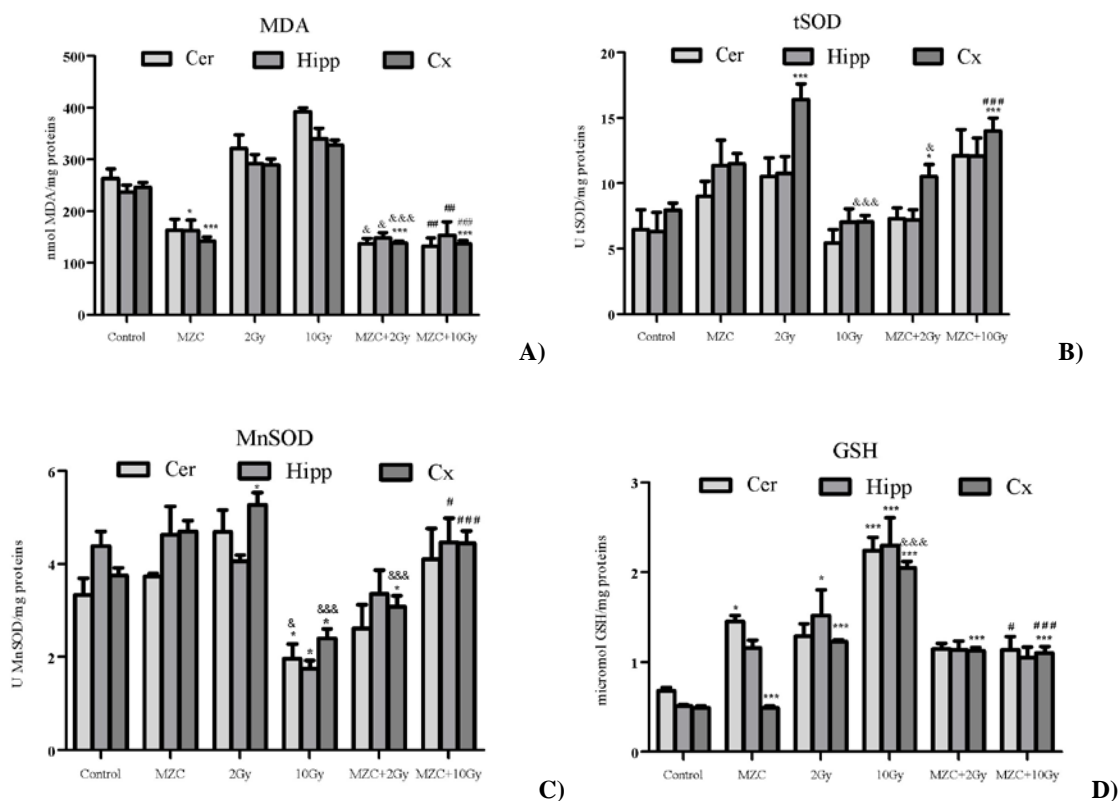 MDA
Cer Hipp Cx
nmol MDA/mg proteins
500
400
300
200
100
0
* *** & & &&& *** ## ## ### ***
Control MZC 2Gy 10Gy MZC+2Gy MZC+10Gy
A)
tSOD
Cer Hipp Cx
U tSOD/mg proteins
20
15
10
5
0
*** &&& & * ### ***
Control MZC 2Gy 10Gy MZC+2Gy MZC+10Gy
B)
MnSOD
Cer Hipp Cx
U MnSOD/mg proteins
6
4
2
0
* & * * &&& * &&& * # ###
Control MZC 2Gy 10Gy MZC+2Gy MZC+10Gy
C)
GSH
Cer Hipp Cx
micromol GSH/mg proteins
3
2
1
0
* *** * *** *** *** &&& *** *** # ### ***
Control MZC 2Gy 10Gy MZC+2Gy MZC+10Gy
D)